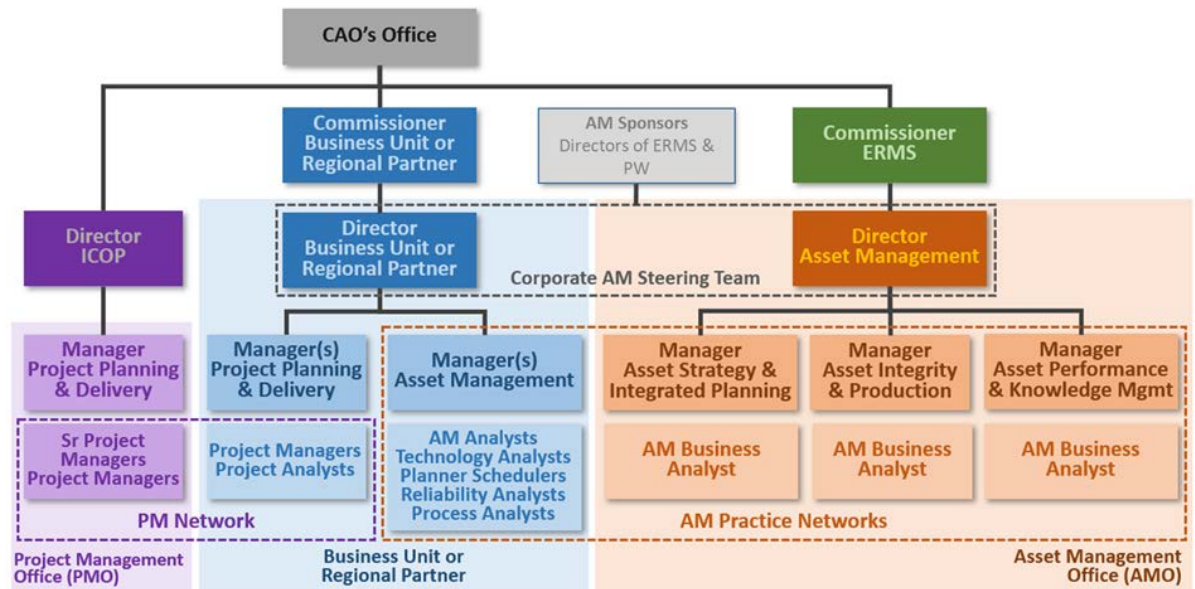 CAO's Office
Commissioner
Business Unit or
Regional Partner
AM Sponsors
Directors of ERMS &
PW
Commissioner
ERMS
Director
ICOP
Director
Business Unit or
Regional Partner
Director
Asset Management
Corporate AM Steering Team
Manager
Project Planning
& Delivery
Manager(s)
Project Planning
& Delivery
Manager(s)
Asset Management
Manager
Asset Strategy &
Integrated Planning
Manager
Asset Integrity
& Production
Manager
Asset Performance
& Knowledge Mgmt
Sr Project
Managers
Project Managers
Project Managers
Project Analysts
AM Analysts
Technology Analysts
Planner Schedulers
Reliability Analysts
Process Analysts
AM Business
Analyst
AM Business
Analyst
AM Business
Analyst
PM Network
AM Practice Networks
Project Management
Office (PMO)
Business Unit or
Regional Partner
Asset Management
Office (AMO)